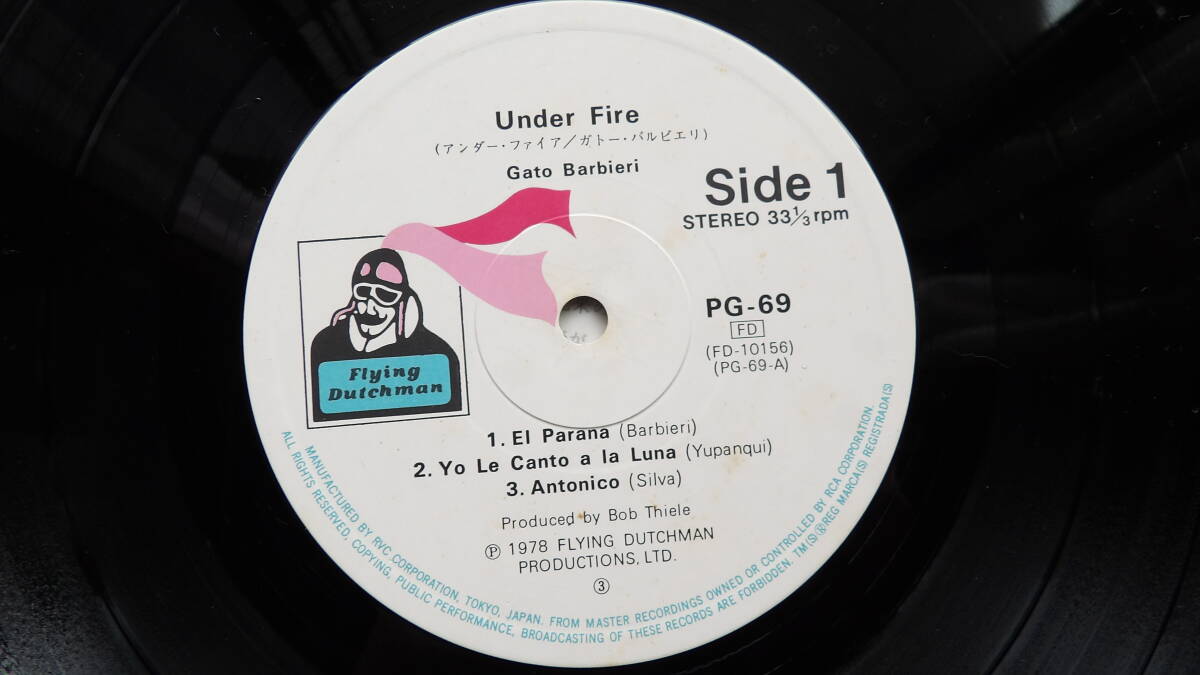 Under Fire
(アンダー・ファイア/ガトー・バルビエリ)
Gato Barbieri
Side 1
STEREO 33⅓ rpm
PG-69
FD
(FD-10156)
(PG-69-A)
Flying
Dutchman
1. El Parana (Barbieri)
2. Yo Le Canto a la Luna (Yupanqui)
3. Antonico (Silva)
Produced by Bob Thiele
Ⓟ 1978 FLYING DUTCHMAN
PRODUCTIONS, LTD.
③
MANUFACTURED BY RVC CORPORATION, TOKYO, JAPAN. FROM MASTER RECORDINGS OWNED OR CONTROLLED BY RCA CORPORATION.
ALL RIGHTS RESERVED. COPYING, PUBLIC PERFORMANCE, BROADCASTING OF THESE RECORDS ARE FORBIDDEN. TM(S)®REG MARCA(S) REGISTRADA(S)